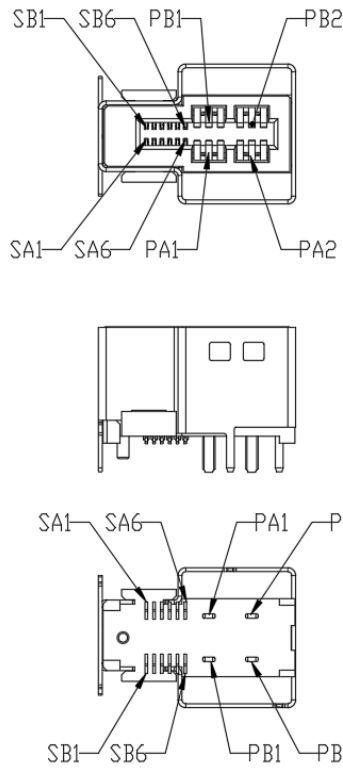 SB1 SB6 PB1 PB2
SA1 SA6 PA1 PA2
SA1 SA6 PA1 P
SB1 SB6 PB1 PB